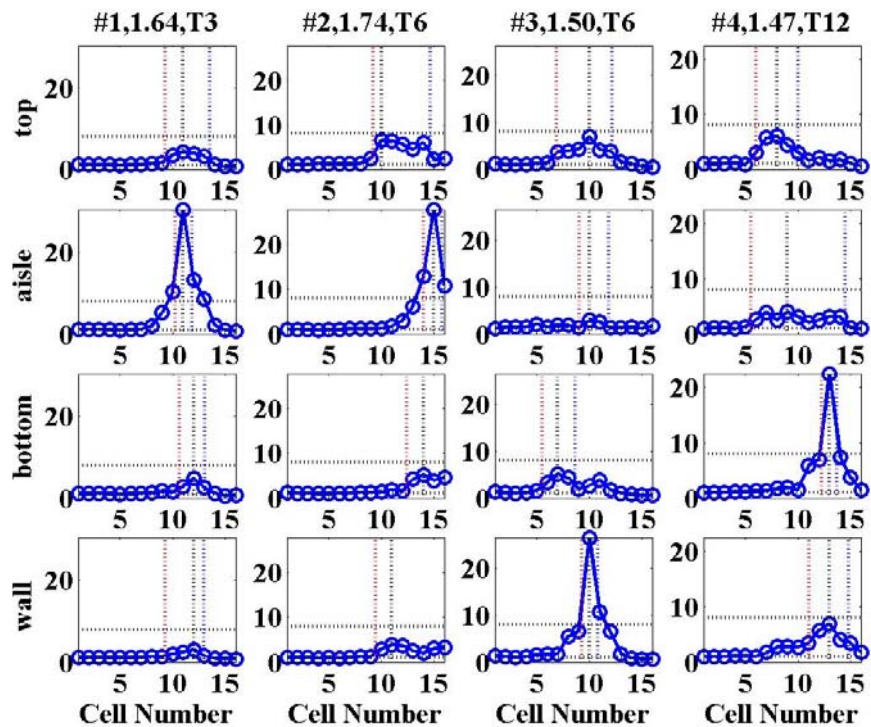 #1,1.64,T3 #2,1.74,T6 #3,1.50,T6 #4,1.47,T12
top
20 20 20 20
10 10 10
0 0 0 0
5 10 15 5 10 15 5 10 15 5 10 15
aisle
20 20 20 20
10 10 10
0 0 0 0
5 10 15 5 10 15 5 10 15 5 10 15
bottom
20 20 20 20
10 10 10
0 0 0 0
5 10 15 5 10 15 5 10 15 5 10 15
wall
20 20 20 20
10 10 10
0 0 0 0
5 10 15 5 10 15 5 10 15 5 10 15
Cell Number Cell Number Cell Number Cell Number